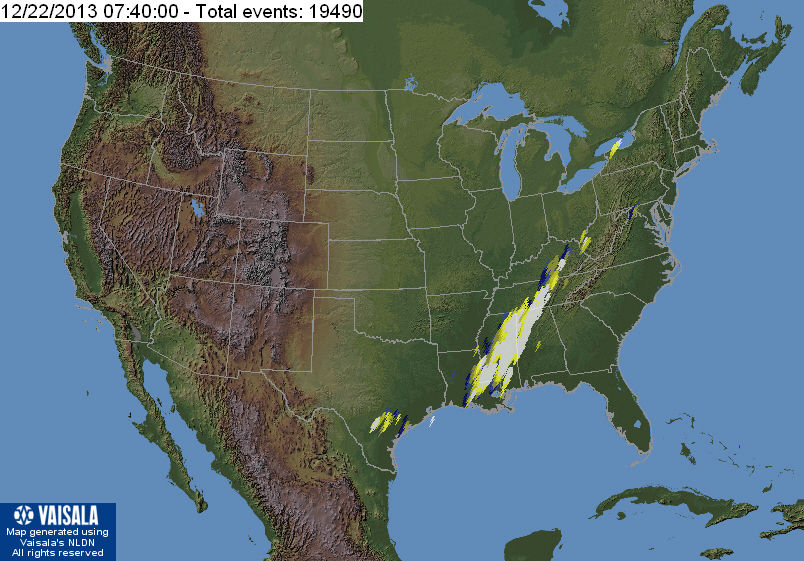 12/22/2013 07:40:00 - Total events: 19490
VAISALA
Map generated using
Vaisala's NLDN
All rights reserved